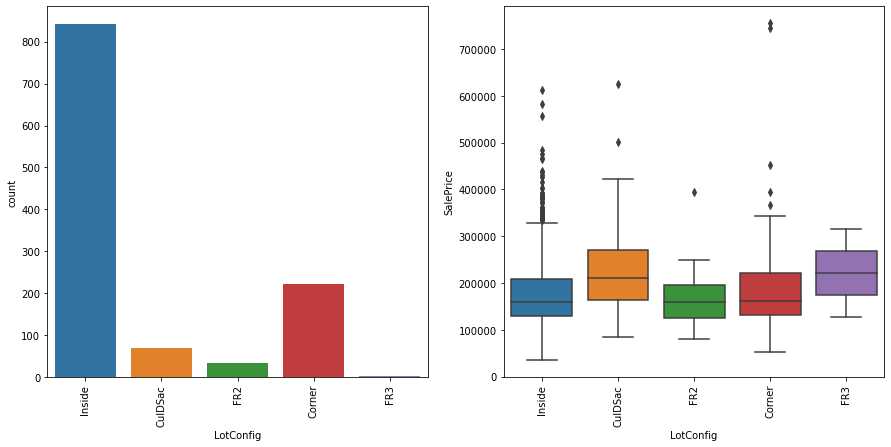 800
700
600
500
400
300
200
100
0
count
Inside
CulDSac
FR2
Corner
FR3
LotConfig
700000
600000
500000
400000
300000
200000
100000
0
SalePrice
Inside
CulDSac
FR2
Corner
FR3
LotConfig